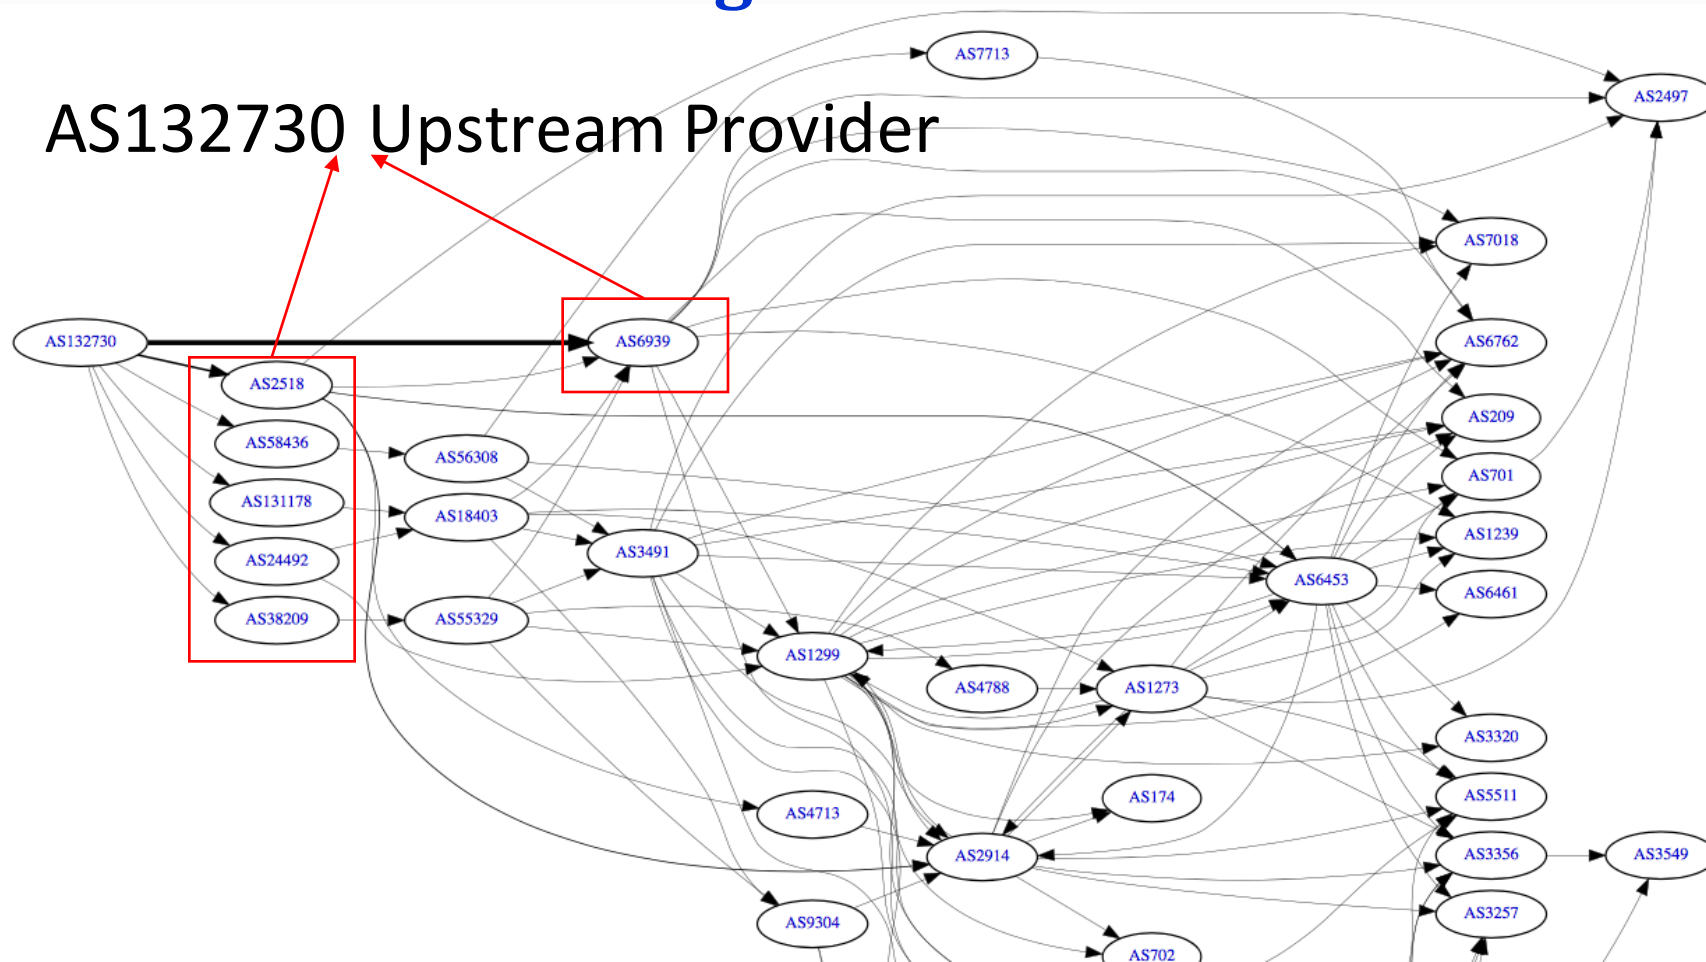 g
AS7713
AS2497
AS132730 Upstream Provider
AS7018
AS132730
AS6939
AS6762
AS2518
AS209
AS58436
AS56308
AS701
AS131178
AS18403
AS1239
AS24492
AS3491
AS6453
AS6461
AS38209
AS55329
AS1299
AS4788
AS1273
AS3320
AS174
AS5511
AS4713
AS2914
AS3356
AS3549
AS9304
AS3257
AS702